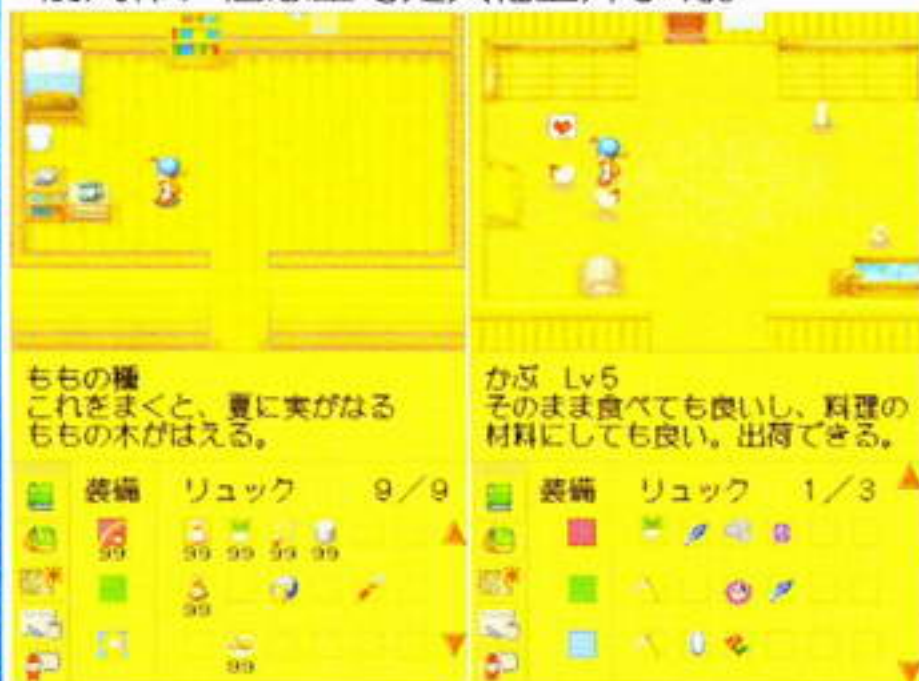 ももの種
これをまくと、夏に実がなる
ももの木がはえる。
装備 リュック 9/9
99 99 99 99 99
99
99
かぶ Lv5
そのまま食べても良いし、料理の
材料にしても良い。出荷できる。
装備 リュック 1/3